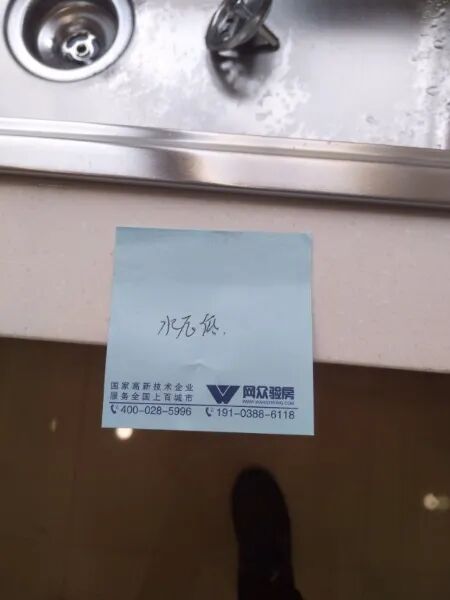 水压低.
国家高新技术企业
服务全国上百城市
网众验房
400-028-5996
191-0388-6118